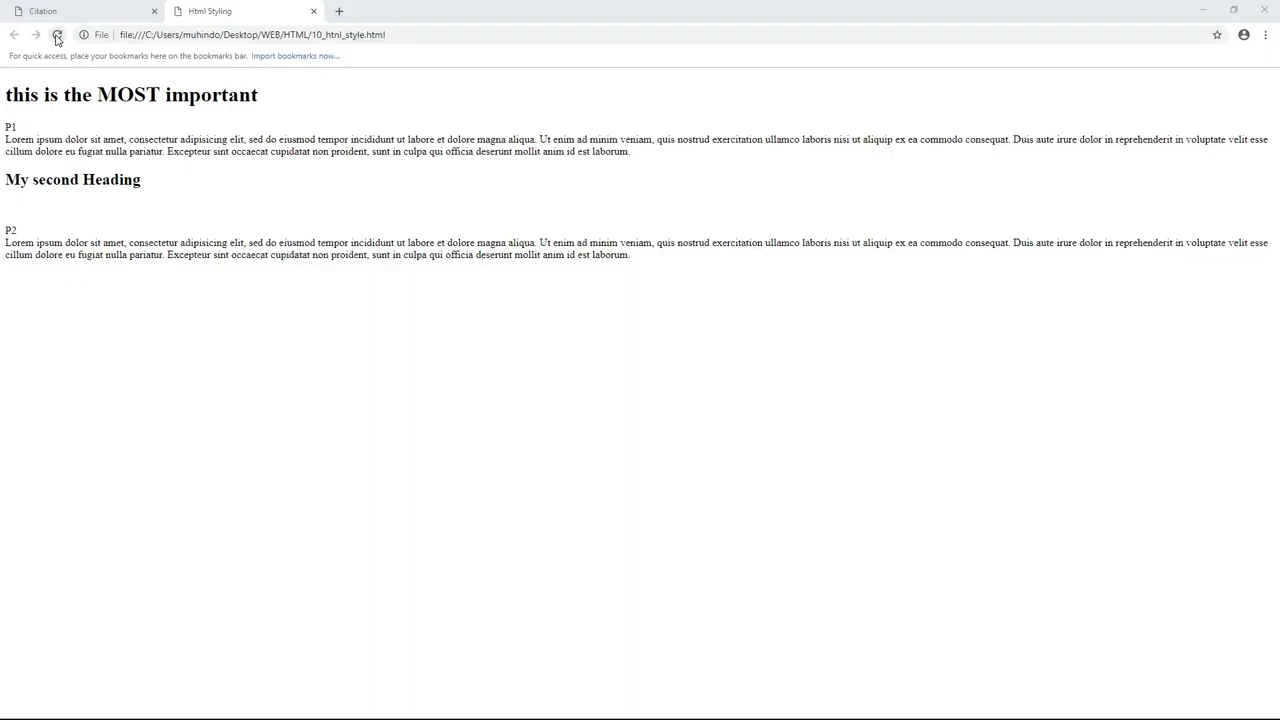 Citation
Html Styling
File
file:///C:/Users/muhindo/Desktop/WEB/HTML/10_htnl_style.html
For quick access, place your bookmarks here on the bookmarks bar. Import bookmarks now...
this is the MOST important
P1
Lorem ipsum dolor sit amet, consectetur adipisicing elit, sed do eiusmod tempor incididunt ut labore et dolore magna aliqua. Ut enim ad minim veniam, quis nostrud exercitation ullamco laboris nisi ut aliquip ex ea commodo consequat. Duis aute irure dolor in reprehenderit in voluptate velit esse
cillum dolore eu fugiat nulla pariatur. Excepteur sint occaecat cupidatat non proident, sunt in culpa qui officia deserunt mollit anim id est laborum.
My second Heading
P2
Lorem ipsum dolor sit amet, consectetur adipisicing elit, sed do eiusmod tempor incididunt ut labore et dolore magna aliqua. Ut enim ad minim veniam, quis nostrud exercitation ullamco laboris nisi ut aliquip ex ea commodo consequat. Duis aute irure dolor in reprehenderit in voluptate velit esse
cillum dolore eu fugiat nulla pariatur. Excepteur sint occaecat cupidatat non proident, sunt in culpa qui officia deserunt mollit anim id est laborum.